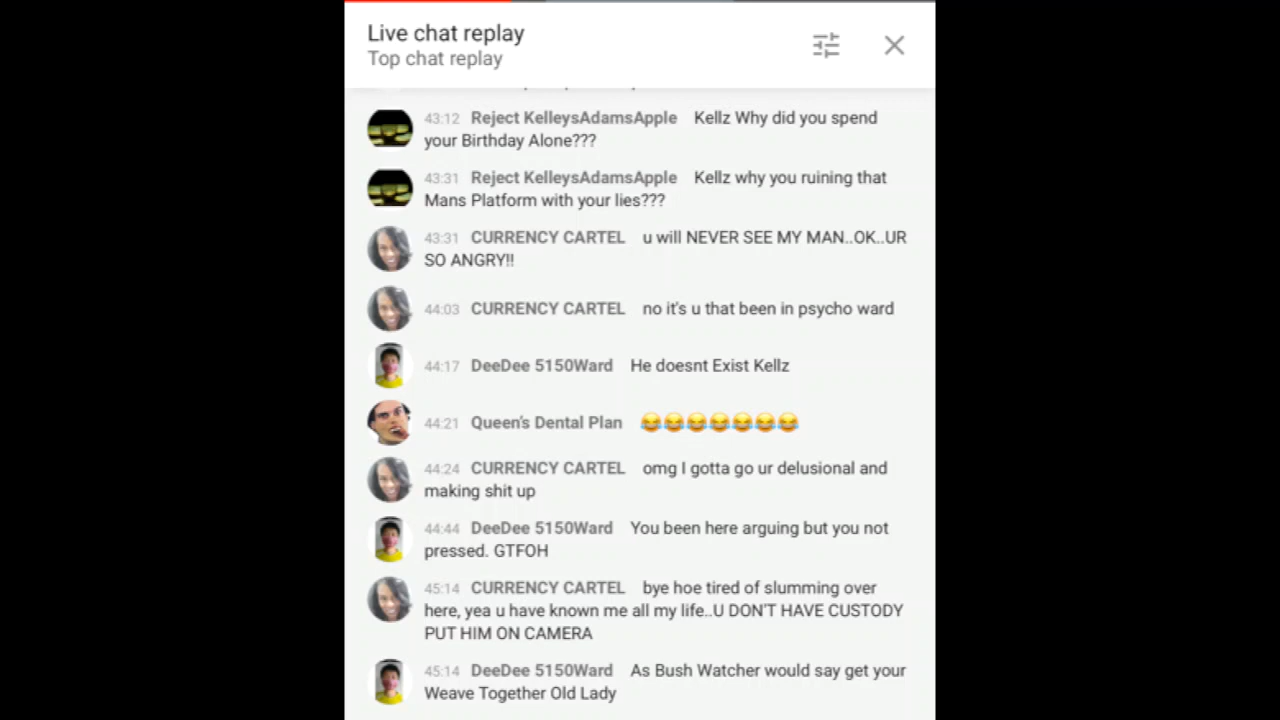 Live chat replay
Top chat replay
43:12 Reject KelleysAdamsApple Kellz Why did you spend
your Birthday Alone???
43:31 Reject KelleysAdamsApple Kellz why you ruining that
Mans Platform with your lies???
43:31 CURRENCY CARTEL u will NEVER SEE MY MAN..OK..UR
SO ANGRY!!
44:03 CURRENCY CARTEL no it's u that been in psycho ward
44:17 DeeDee 5150Ward He doesnt Exist Kellz
44:21 Queen's Dental Plan 😂😂😂😂😂😂😂
44:24 CURRENCY CARTEL omg I gotta go ur delusional and
making shit up
44:44 DeeDee 5150Ward You been here arguing but you not
pressed. GTFOH
45:14 CURRENCY CARTEL bye hoe tired of slumming over
here, yea u have known me all my life..U DON'T HAVE CUSTODY
PUT HIM ON CAMERA
45:14 DeeDee 5150Ward As Bush Watcher would say get your
Weave Together Old Lady